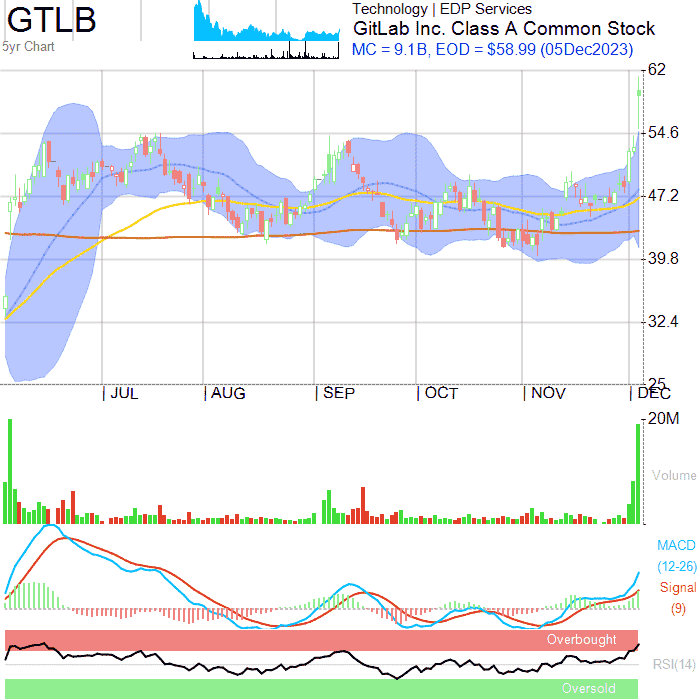 GTLB
5yr Chart
Technology | EDP Services
GitLab Inc. Class A Common Stock
MC = 9.1B, EOD = $58.99 (05Dec2023)
62
54.6
47.2
39.8
32.4
25
JUL AUG SEP OCT NOV DEC
20M
Volume
MACD
(12-26)
Signal
(9)
Overbought
RSI(14)
Oversold